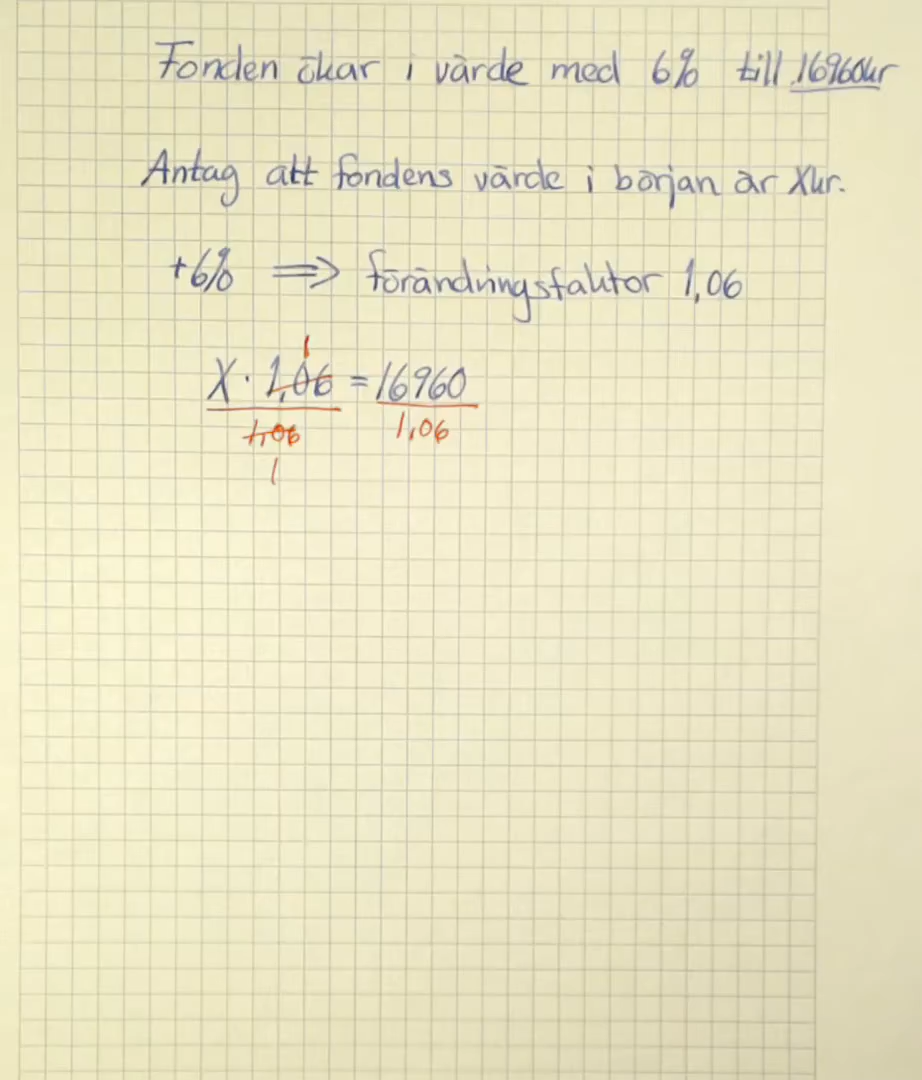 Fonden ökar i värde med 6% till 16960kr
Antag att fondens värde i början är Xkr.
+6% ⇒ förändringsfaktor 1,06
1
X · 1,06 = 16960
1,06 1,06
1